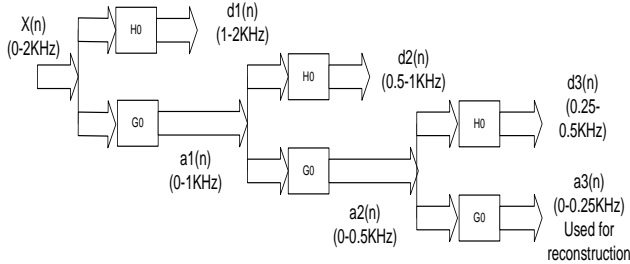 X(n)
(0-2KHz)
H0
d1(n)
(1-2KHz)
G0
a1(n)
(0-1KHz)
H0
d2(n)
(0.5-1KHz)
G0
a2(n)
(0-0.5KHz)
H0
d3(n)
(0.25-
0.5KHz)
G0
a3(n)
(0-0.25KHz)
Used for
reconstruction